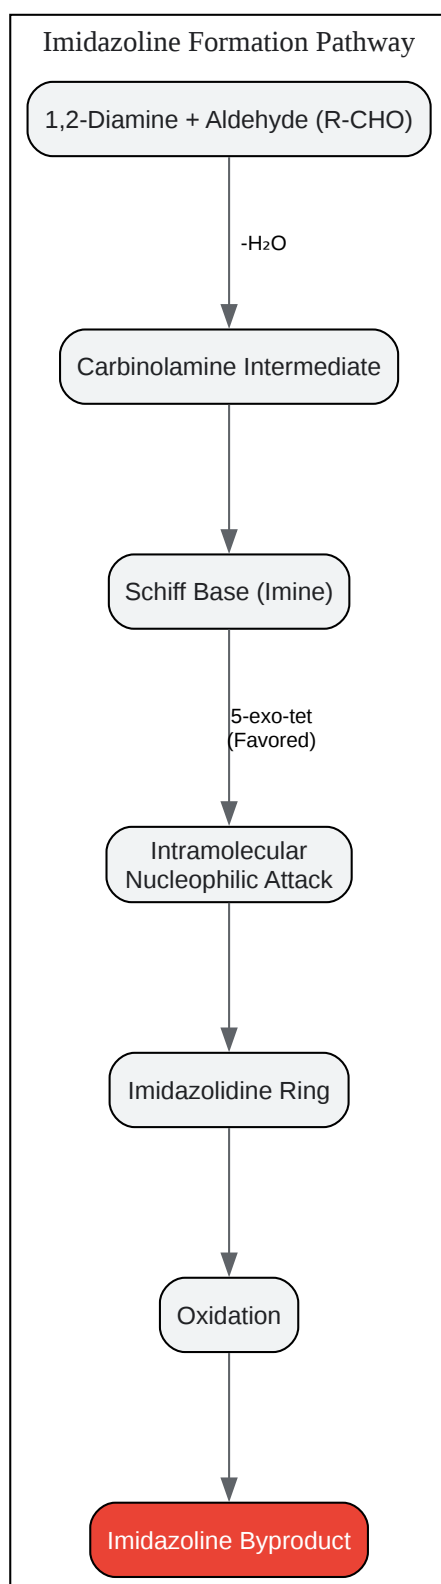 Imidazoline Formation Pathway
1,2-Diamine + Aldehyde (R-CHO)
-H₂O
Carbinolamine Intermediate
Schiff Base (Imine)
5-exo-tet
(Favored)
Intramolecular
Nucleophilic Attack
Imidazolidine Ring
Oxidation
Imidazoline Byproduct